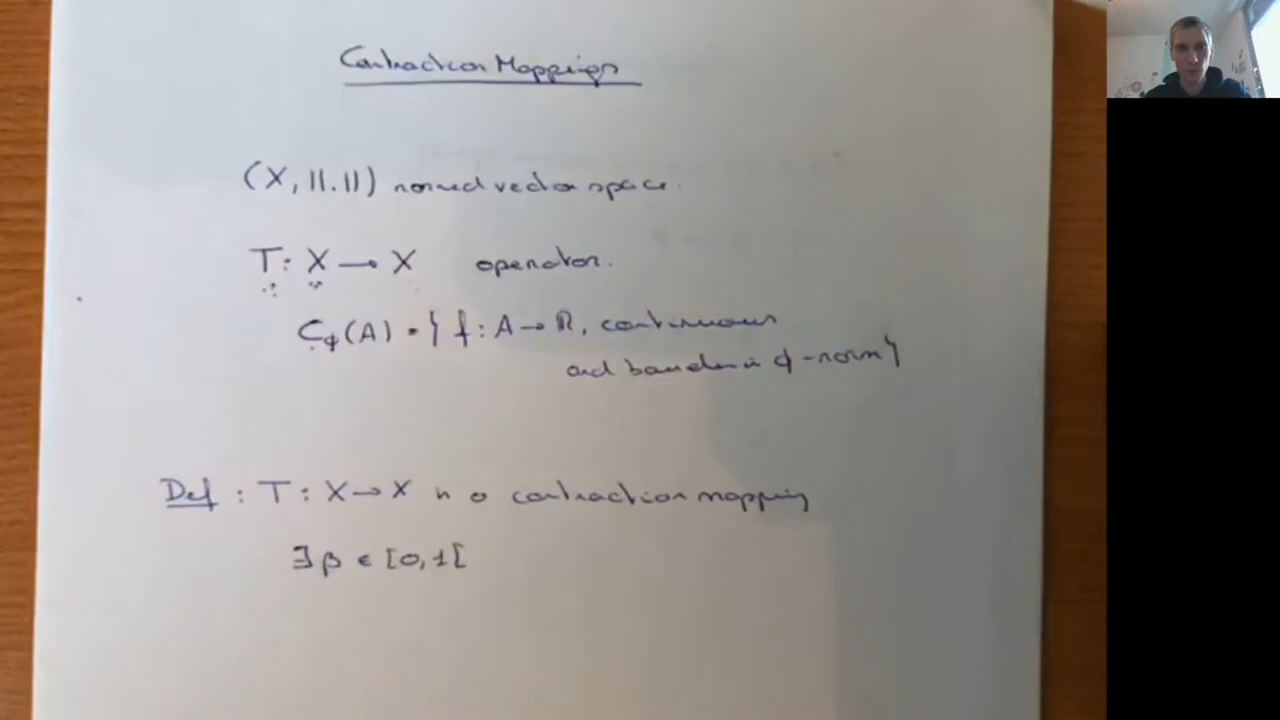 Contraction Mappings
(X, ||.||) normed vector space.
T: X → X operator.
C_ϕ(A) = { f: A → ℝ, continuous
and bounded in ϕ-norm}
Def: T: X → X is a contraction mapping
∃ β ∈ [0,1[